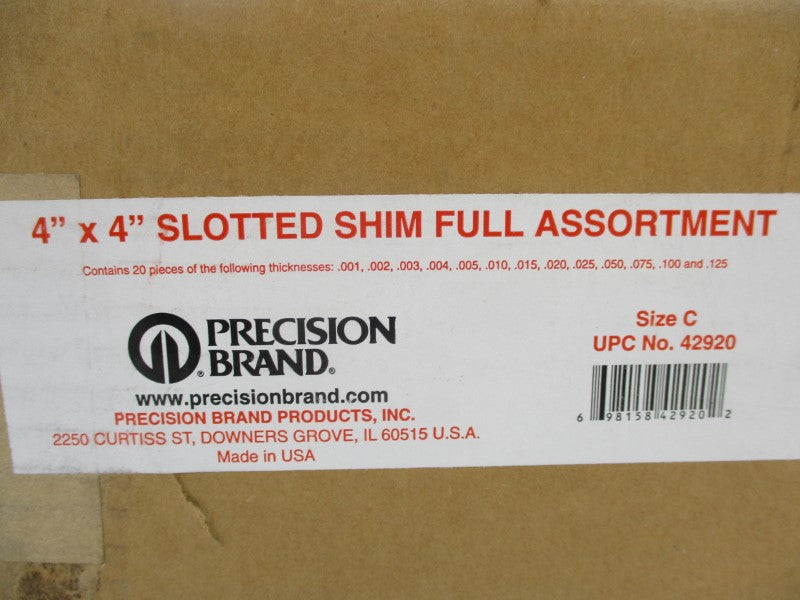 4” x 4” SLOTTED SHIM FULL ASSORTMENT
Contains 20 pieces of the following thicknesses: .001, .002, .003, .004, .005, .010, .015, .020, .025, .050, .075, .100 and .125
PRECISION
BRAND®
www.precisionbrand.com
PRECISION BRAND PRODUCTS, INC.
2250 CURTISS ST, DOWNERS GROVE, IL 60515 U.S.A.
Made in USA
Size C
UPC No. 42920
6 98158 42920 2